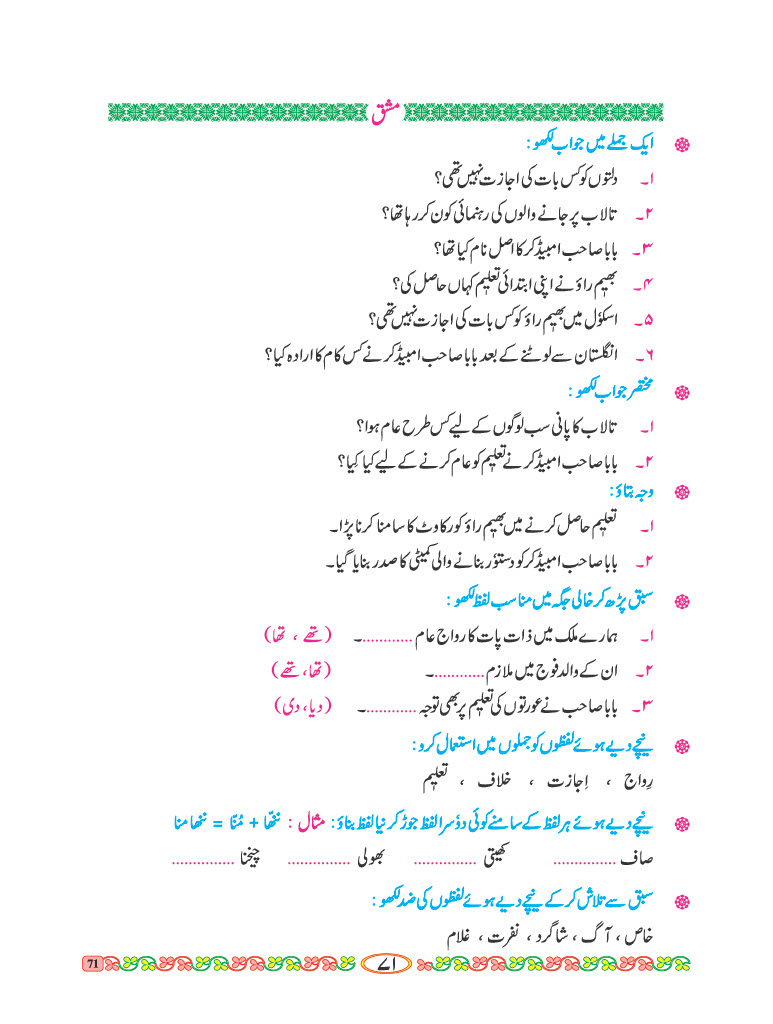 مشق
ایک جملے میں جواب لکھو :
۱۔ دلتوں کو کس بات کی اجازت نہیں تھی؟
۲۔ تالاب پر جانے والوں کی رہنمائی کون کر رہا تھا؟
۳۔ بابا صاحب امبیڈکر کا اصل نام کیا تھا؟
۴۔ بھیم راؤ نے اپنی ابتدائی تعلیم کہاں حاصل کی؟
۵۔ اسکوٗل میں بھیم راؤ کو کس بات کی اجازت نہیں تھی؟
۶۔ انگلستان سے لوٹنے کے بعد بابا صاحب امبیڈکر نے کس کام کا ارادہ کیا؟
مختصر جواب لکھو :
۱۔ تالاب کا پانی سب لوگوں کے لیے کس طرح عام ہوا؟
۲۔ بابا صاحب امبیڈکر نے تعلیم کو عام کرنے کے لیے کیا کِیا؟
وجہ بتاؤ :
۱۔ تعلیم حاصل کرنے میں بھیم راؤ کو رکاوٹ کا سامنا کرنا پڑا۔
۲۔ بابا صاحب امبیڈکر کو دستوٗر بنانے والی کمیٹی کا صدر بنایا گیا۔
سبق پڑھ کر خالی جگہ میں مناسب لفظ لکھو :
۱۔ ہمارے ملک میں ذات پات کا رواج عام ............۔ (تھے ، تھا)
۲۔ ان کے والد فوج میں ملازم ............۔ (تھا، تھے)
۳۔ بابا صاحب نے عورتوں کی تعلیم پر بھی توجہ ............۔ (دیا، دی)
نیچے دیے ہوئے لفظوں کو جملوں میں استعمال کرو :
رِواج ، اِجازت ، خلاف ، تعلیم
نیچے دیے ہوئے ہر لفظ کے سامنے کوئی دوٗسرا لفظ جوڑ کر نیا لفظ بناؤ : مثال : ننّھا + مُنّا = ننھا منا
صاف ............... کھیتی ............... بھولی ............... چیخنا ...............
سبق سے تلاش کر کے نیچے دیے ہوئے لفظوں کی ضد لکھو :
خاص ، آگ ، شاگرد ، نفرت ، غلام
۷۱
71